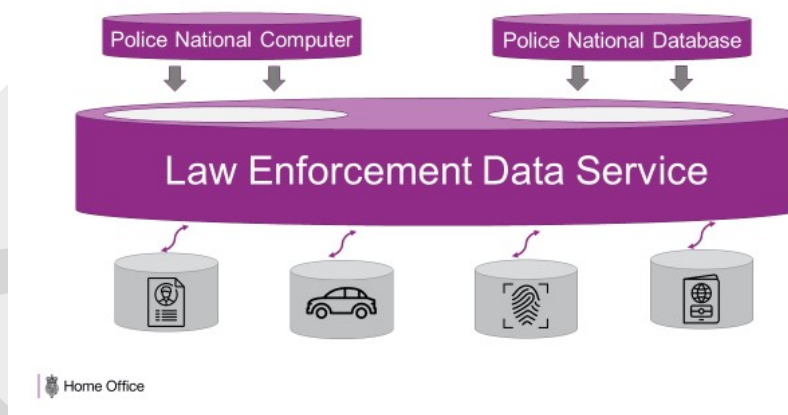 Police National Computer
Police National Database
Law Enforcement Data Service
Home Office